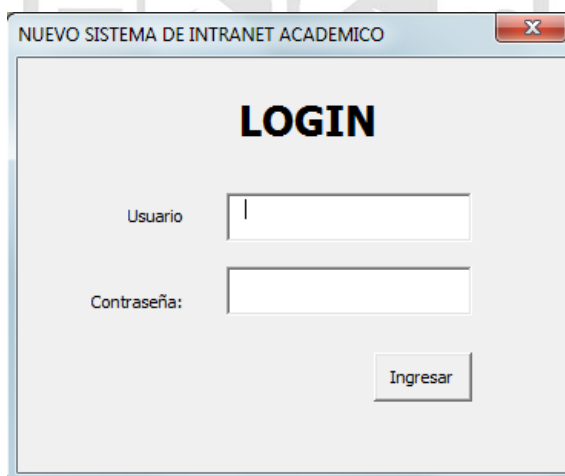 NUEVO SISTEMA DE INTRANET ACADEMICO
LOGIN
Usuario
Contraseña:
Ingresar